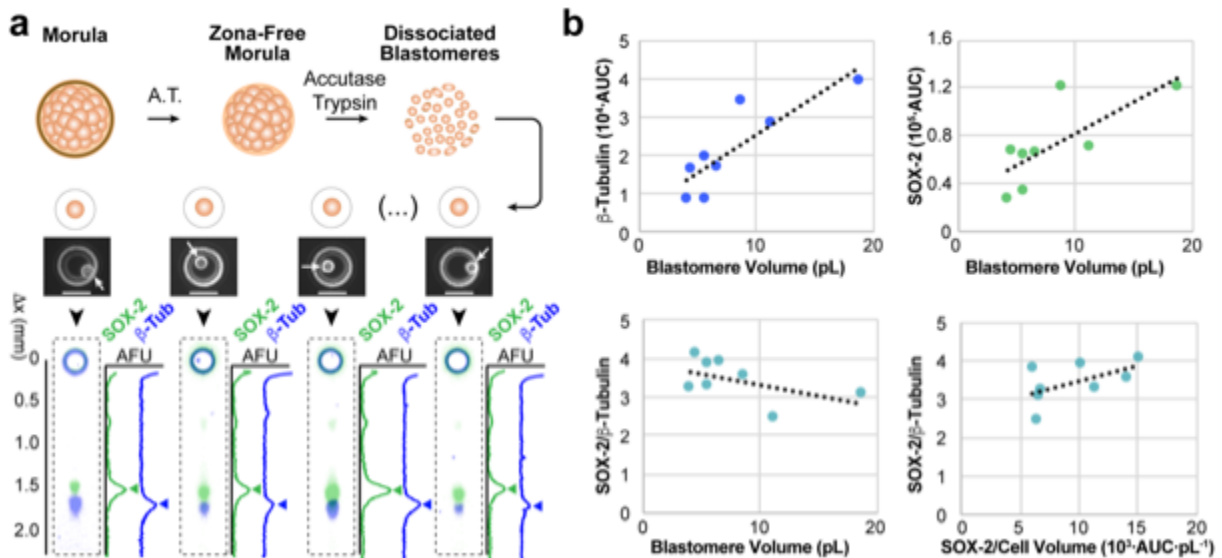 a
Morula
Zona-Free
Morula
Dissociated
Blastomeres
A.T.
Accutase
Trypsin
(...)
Δx (mm)
SOX-2
β-Tub
SOX-2
β-Tub
SOX-2
β-Tub
SOX-2
β-Tub
AFU
AFU
AFU
AFU
0
0.5
1.0
1.5
2.0
b
β-Tubulin (10⁴·AUC)
5
4
3
2
1
0
0
10
20
Blastomere Volume (pL)
SOX-2 (10⁵·AUC)
1.6
1.2
0.8
0.4
0
0
10
20
Blastomere Volume (pL)
SOX-2/β-Tubulin
5
4
3
2
1
0
0
10
20
Blastomere Volume (pL)
SOX-2/β-Tubulin
5
4
3
2
1
0
0
5
10
15
20
SOX-2/Cell Volume (10³·AUC·pL⁻¹)